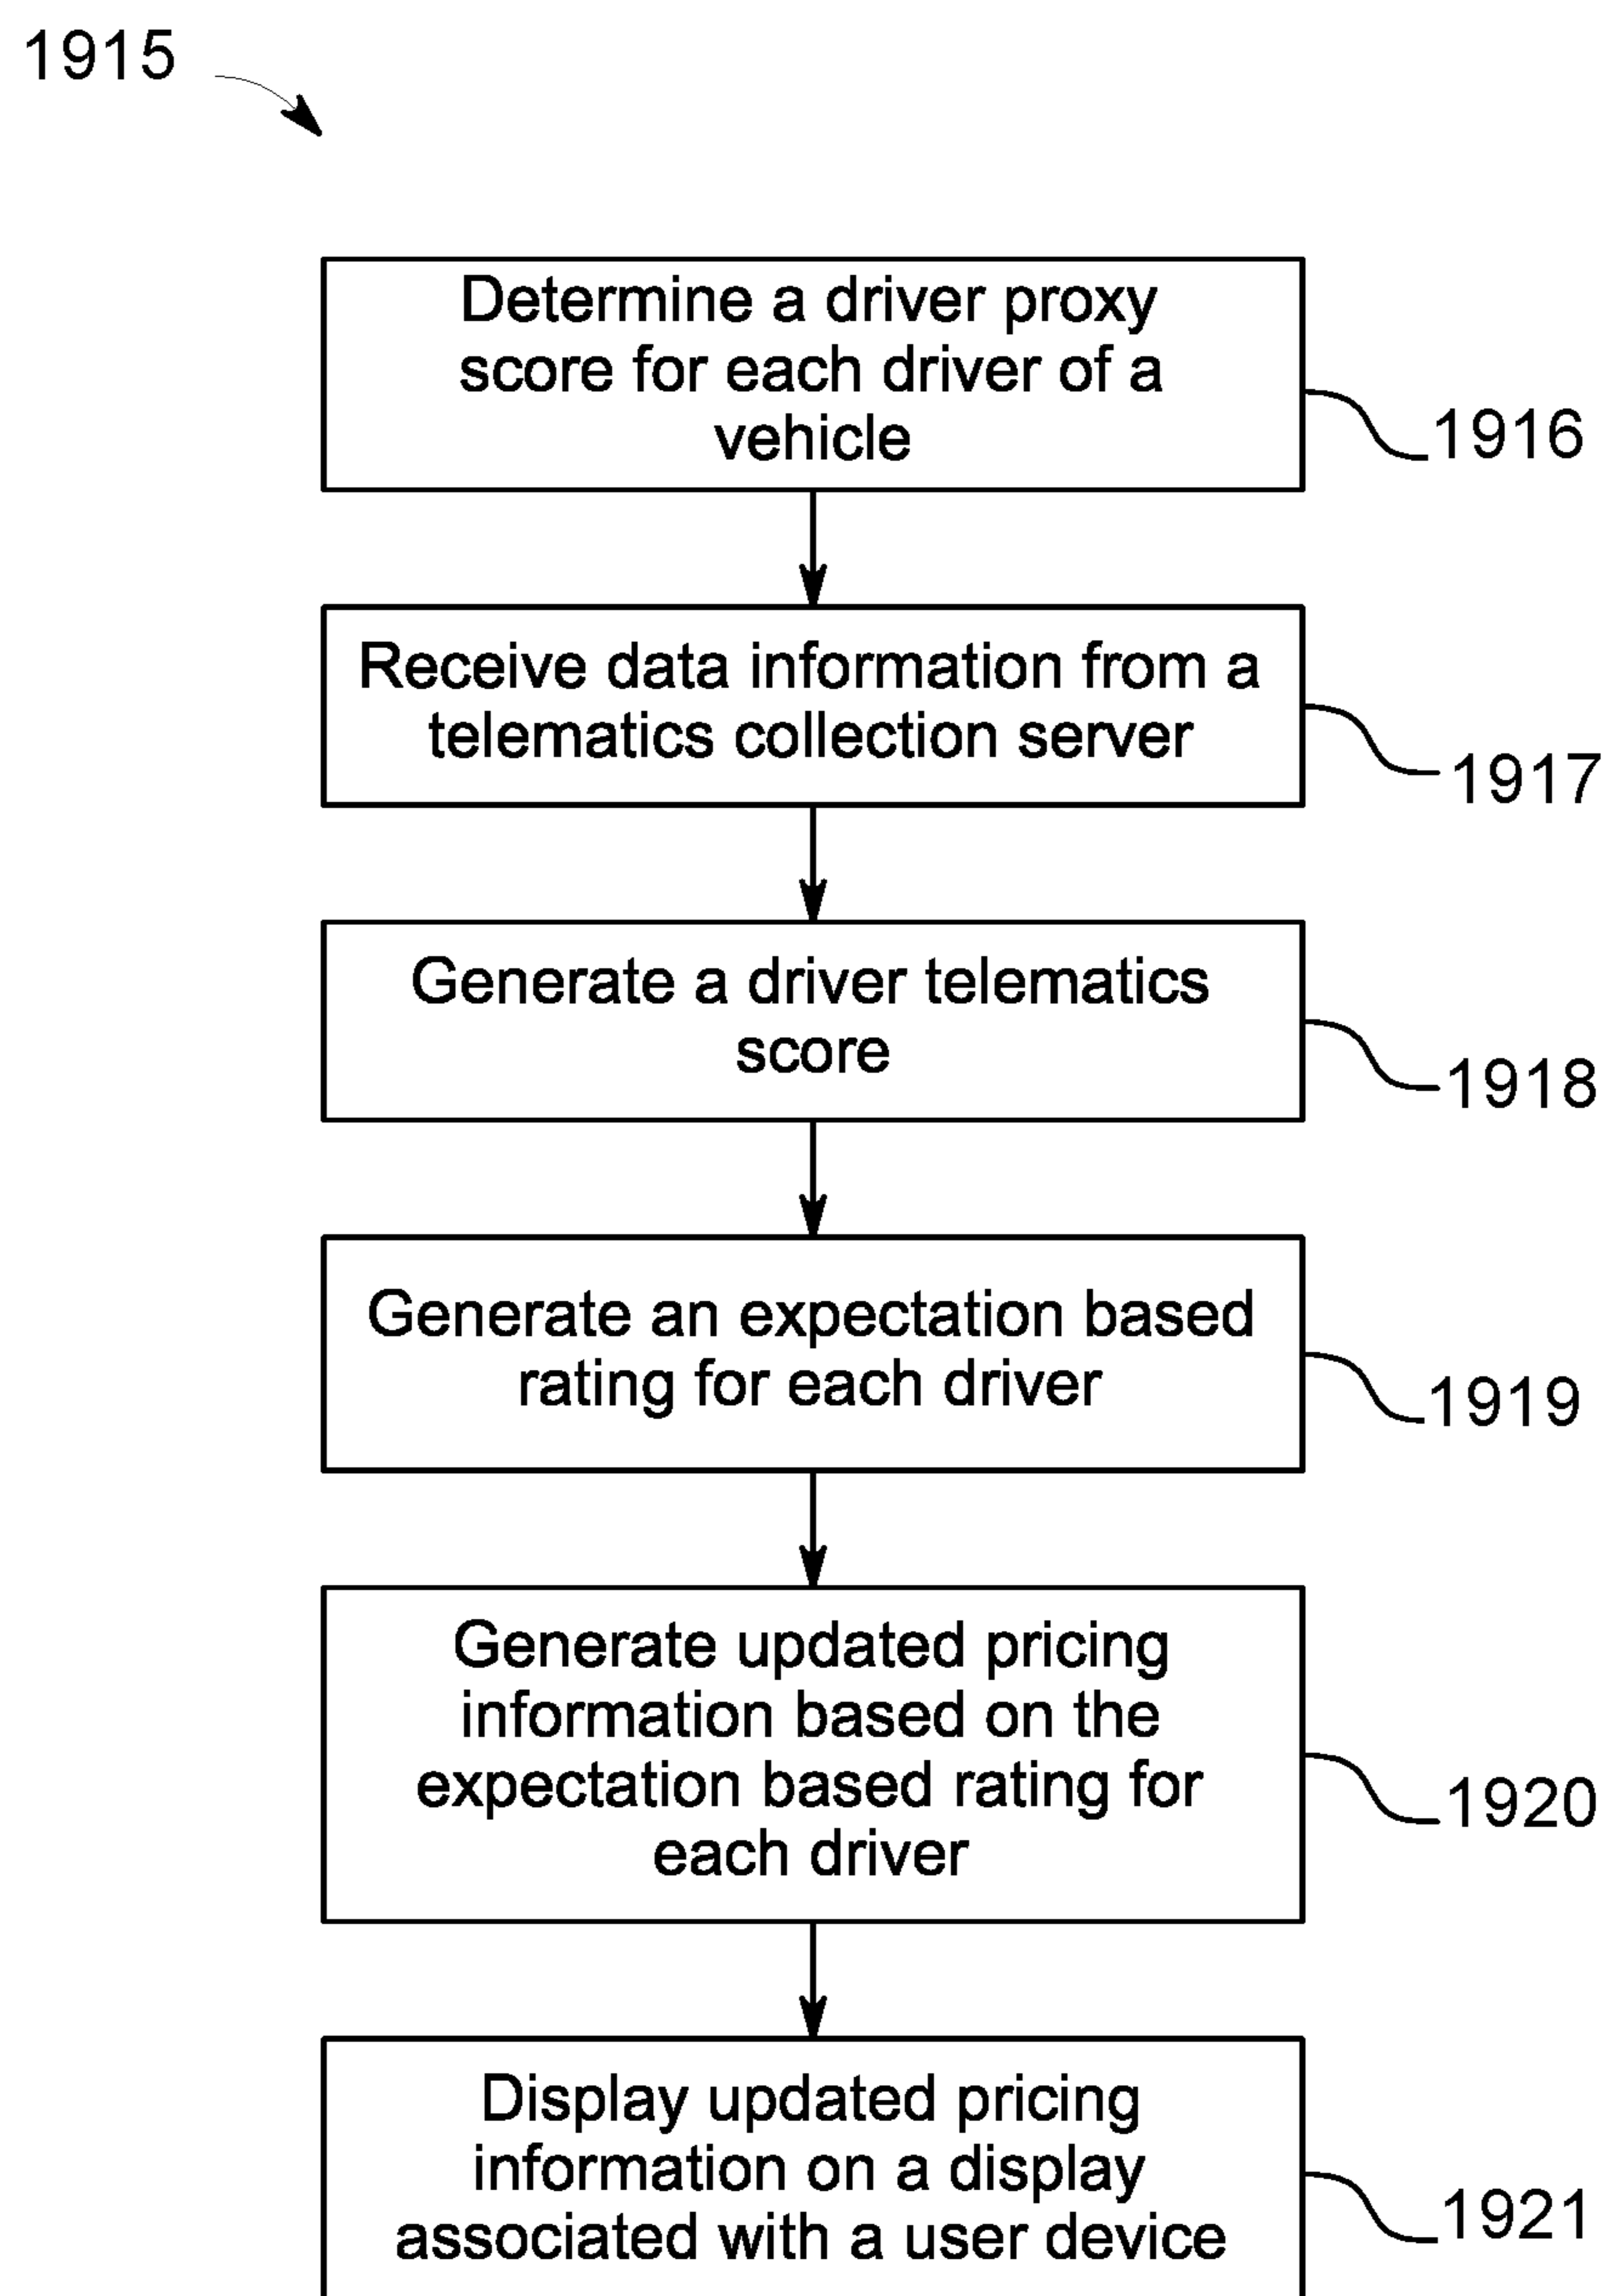 1915
Determine a driver proxy
score for each driver of a
vehicle
1916
Receive data information from a
telematics collection server
1917
Generate a driver telematics
score
1918
Generate an expectation based
rating for each driver
1919
Generate updated pricing
information based on the
expectation based rating for
each driver
1920
Display updated pricing
information on a display
associated with a user device
1921